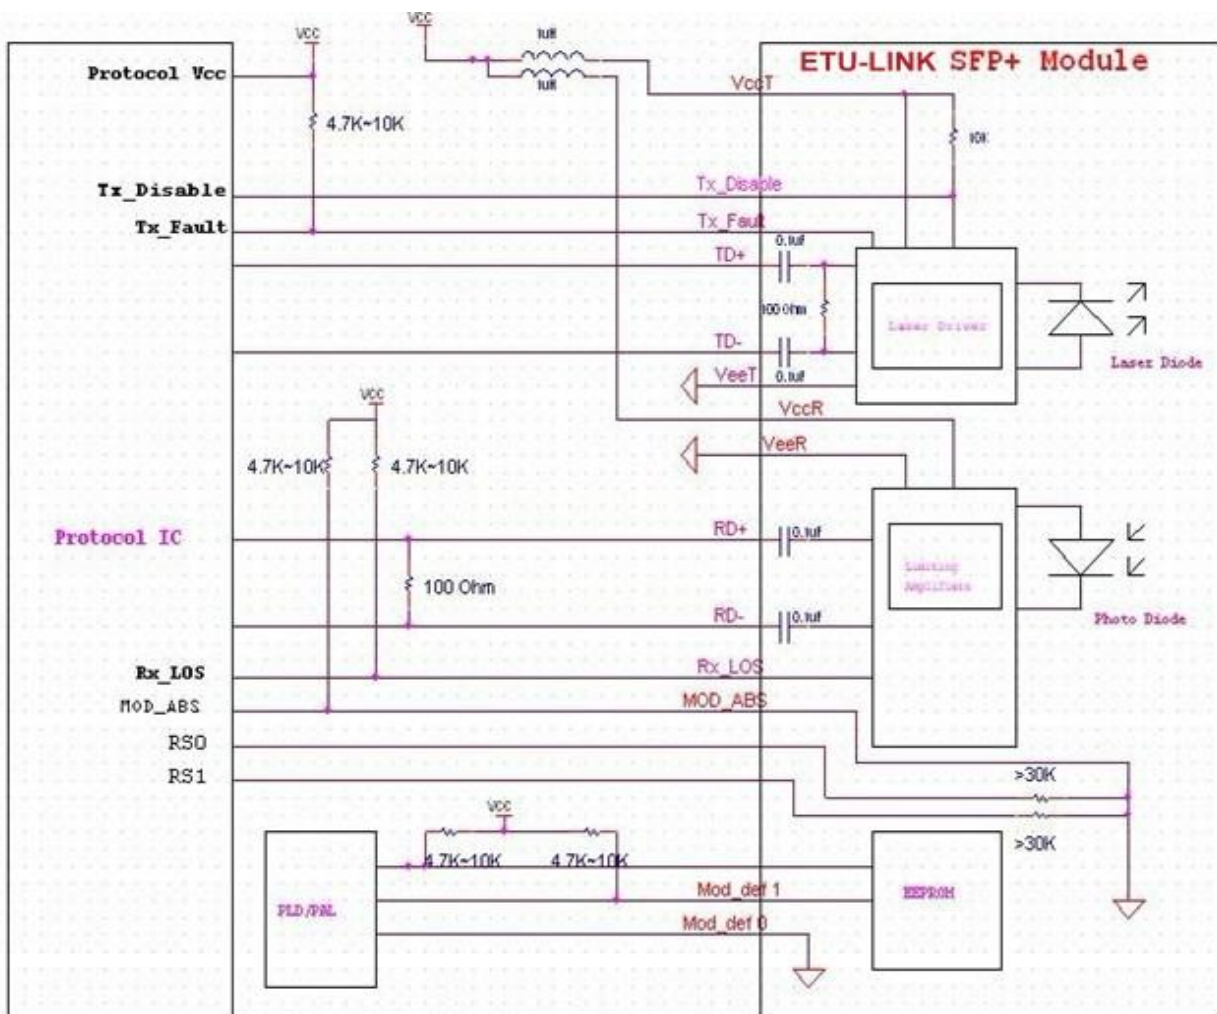 VCC
VCC
1uH
1uH
ETU-LINK SFP+ Module
Protocol Vcc
VccT
4.7K~10K
10K
Tx_Disable
Tx_Disable
Tx_Fault
Tx_Fault
0.1uf
TD+
100 Ohm
Laser Driver
TD-
Laser Diode
VeeT
0.1uf
VCC
VccR
VeeR
4.7K~10K
4.7K~10K
Protocol IC
RD+
0.1uf
Limiting
Amplifiers
100 Ohm
RD-
0.1uf
Photo Diode
Rx_LOS
Rx_LOS
MOD_ABS
MOD_ABS
RS0
RS1
>30K
VCC
>30K
4.7K~10K
4.7K~10K
PLD/PAL
Mod_def 1
EEPROM
Mod_def 0